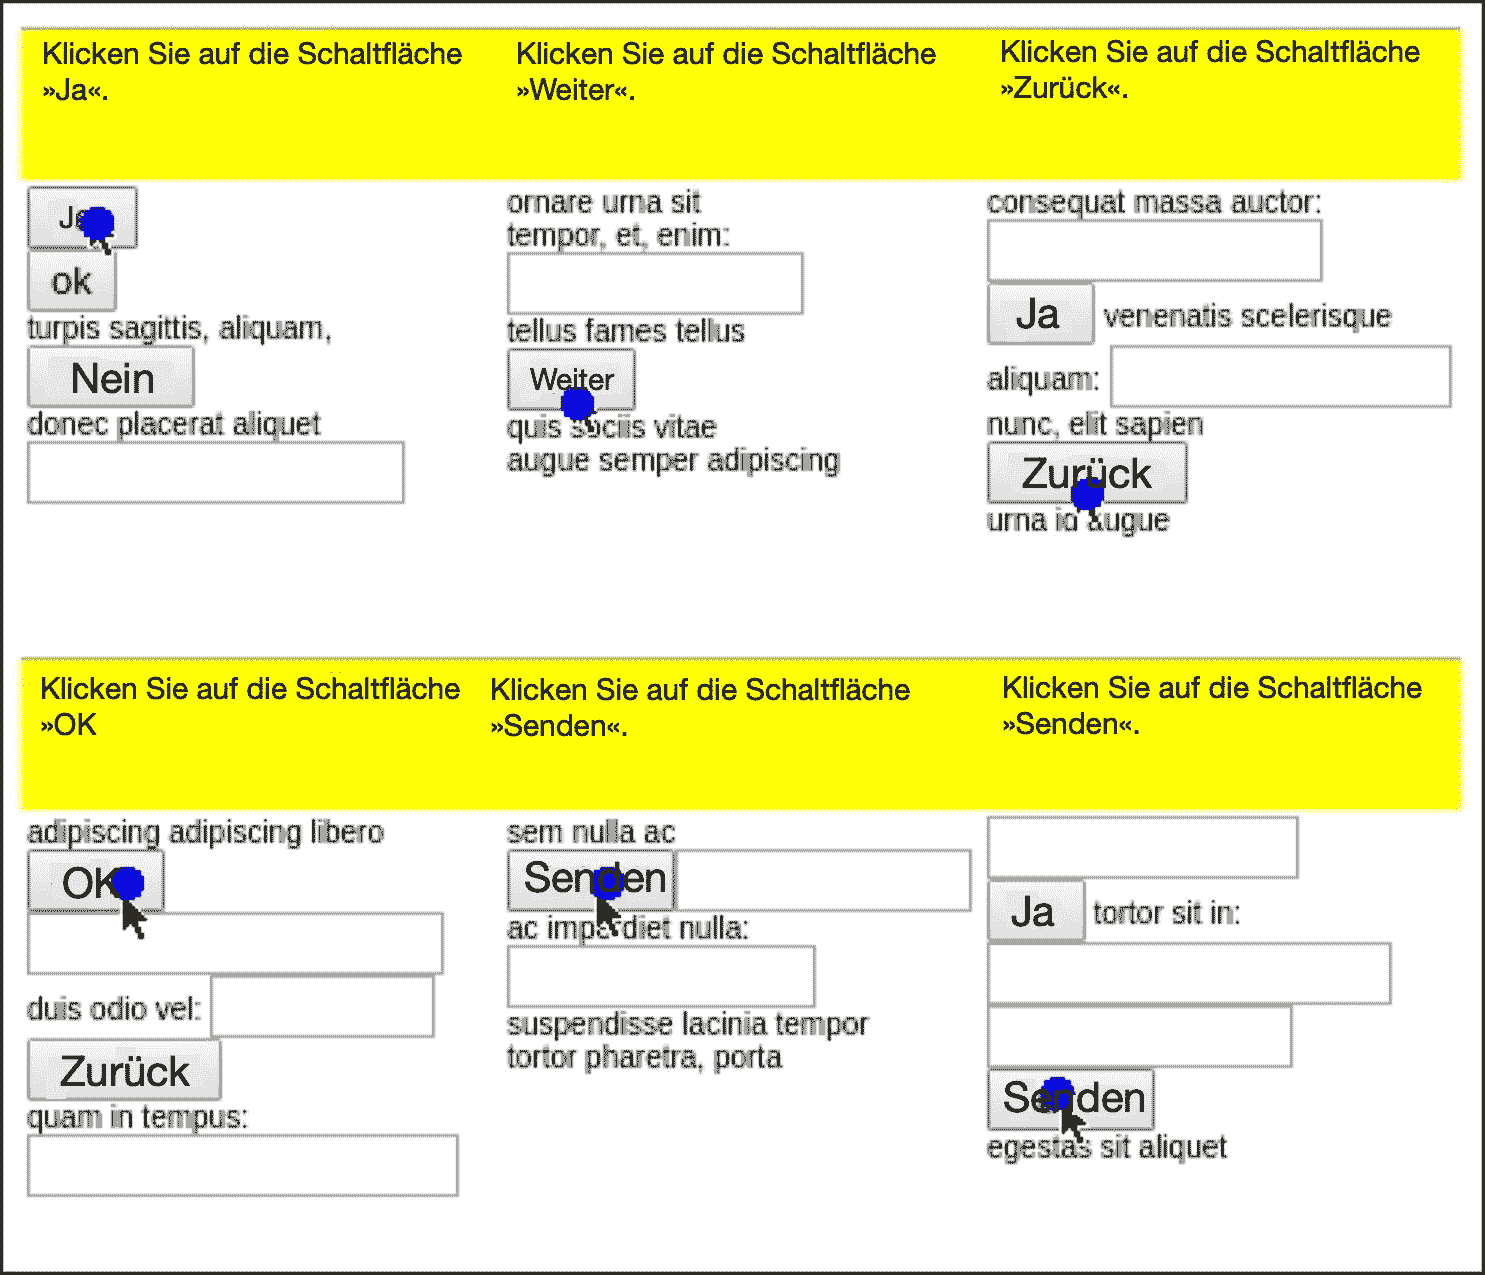 Klicken Sie auf die Schaltfläche
»Ja«.
ok
turpis sagittis, aliquam,
Nein
donec placerat aliquet
Klicken Sie auf die Schaltfläche
»Weiter«.
ornare urna sit
tempor, et, enim:
tellus fames tellus
Weiter
quis sociis vitae
augue semper adipiscing
Klicken Sie auf die Schaltfläche
»Zurück«.
consequat massa auctor:
Ja venenatis scelerisque
aliquam:
nunc, elit sapien
Zurück
urna id augue
Klicken Sie auf die Schaltfläche
»OK
adipiscing adipiscing libero
OK
duis odio vel:
Zurück
quam in tempus:
Klicken Sie auf die Schaltfläche
»Senden«.
sem nulla ac
Senden
ac imperdiet nulla:
suspendisse lacinia tempor
tortor pharetra, porta
Klicken Sie auf die Schaltfläche
»Senden«.
Ja tortor sit in:
Senden
egestas sit aliquet